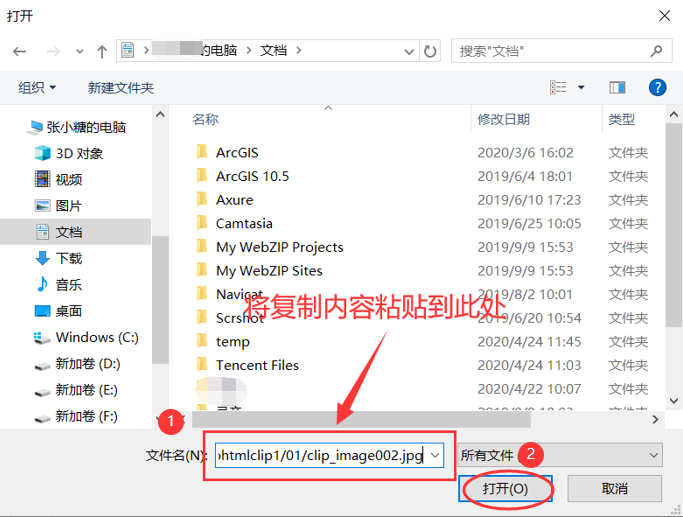 打开
的电脑 > 文档 >
搜索"文档"
组织
新建文件夹
?
名称
修改日期
类型
张小糖的电脑
3D 对象
视频
图片
文档
下载
音乐
桌面
Windows (C:)
新加卷 (D:)
新加卷 (E:)
新加卷 (F:)
ArcGIS 2020/3/6 16:02 文件夹
ArcGIS 10.5 2019/6/4 18:01 文件夹
Axure 2019/6/10 17:23 文件夹
Camtasia 2019/6/25 10:05 文件夹
My WebZIP Projects 2019/9/9 15:53 文件夹
My WebZIP Sites 2019/9/9 15:53 文件夹
Navicat 2019/8/2 10:01 文件夹
将复制内容粘贴到此处
Scrshot 2019/6/20 10:54 文件夹
temp 2020/4/24 11:45 文件夹
Tencent Files 2020/4/24 11:03 文件夹
2020/4/22 10:07 文件夹
1
文件名(N):
htmlclip1/01/clip_image002.jpg
所有文件
2
打开(O)
取消